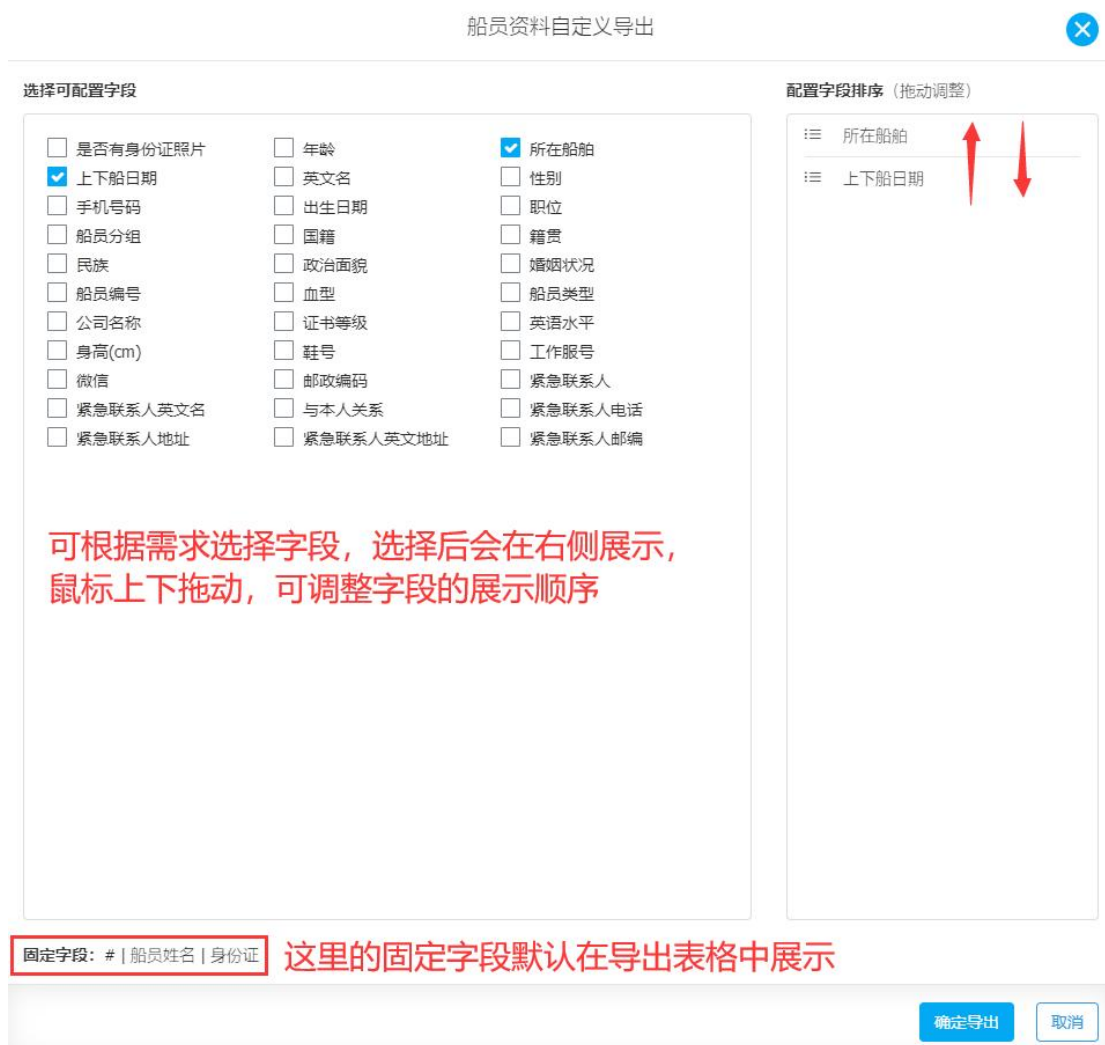 船员资料自定义导出
选择可配置字段
配置字段排序（拖动调整）
是否有身份证照片 年龄 所在船舶
上下船日期 英文名 性别
手机号码 出生日期 职位
船员分组 国籍 籍贯
民族 政治面貌 婚姻状况
船员编号 血型 船员类型
公司名称 证书等级 英语水平
身高(cm) 鞋号 工作服号
微信 邮政编码 紧急联系人
紧急联系人英文名 与本人关系 紧急联系人电话
紧急联系人地址 紧急联系人英文地址 紧急联系人邮编
所在船舶
上下船日期
可根据需求选择字段，选择后会在右侧展示，
鼠标上下拖动，可调整字段的展示顺序
固定字段：# | 船员姓名 | 身份证
这里的固定字段默认在导出表格中展示
确定导出 取消